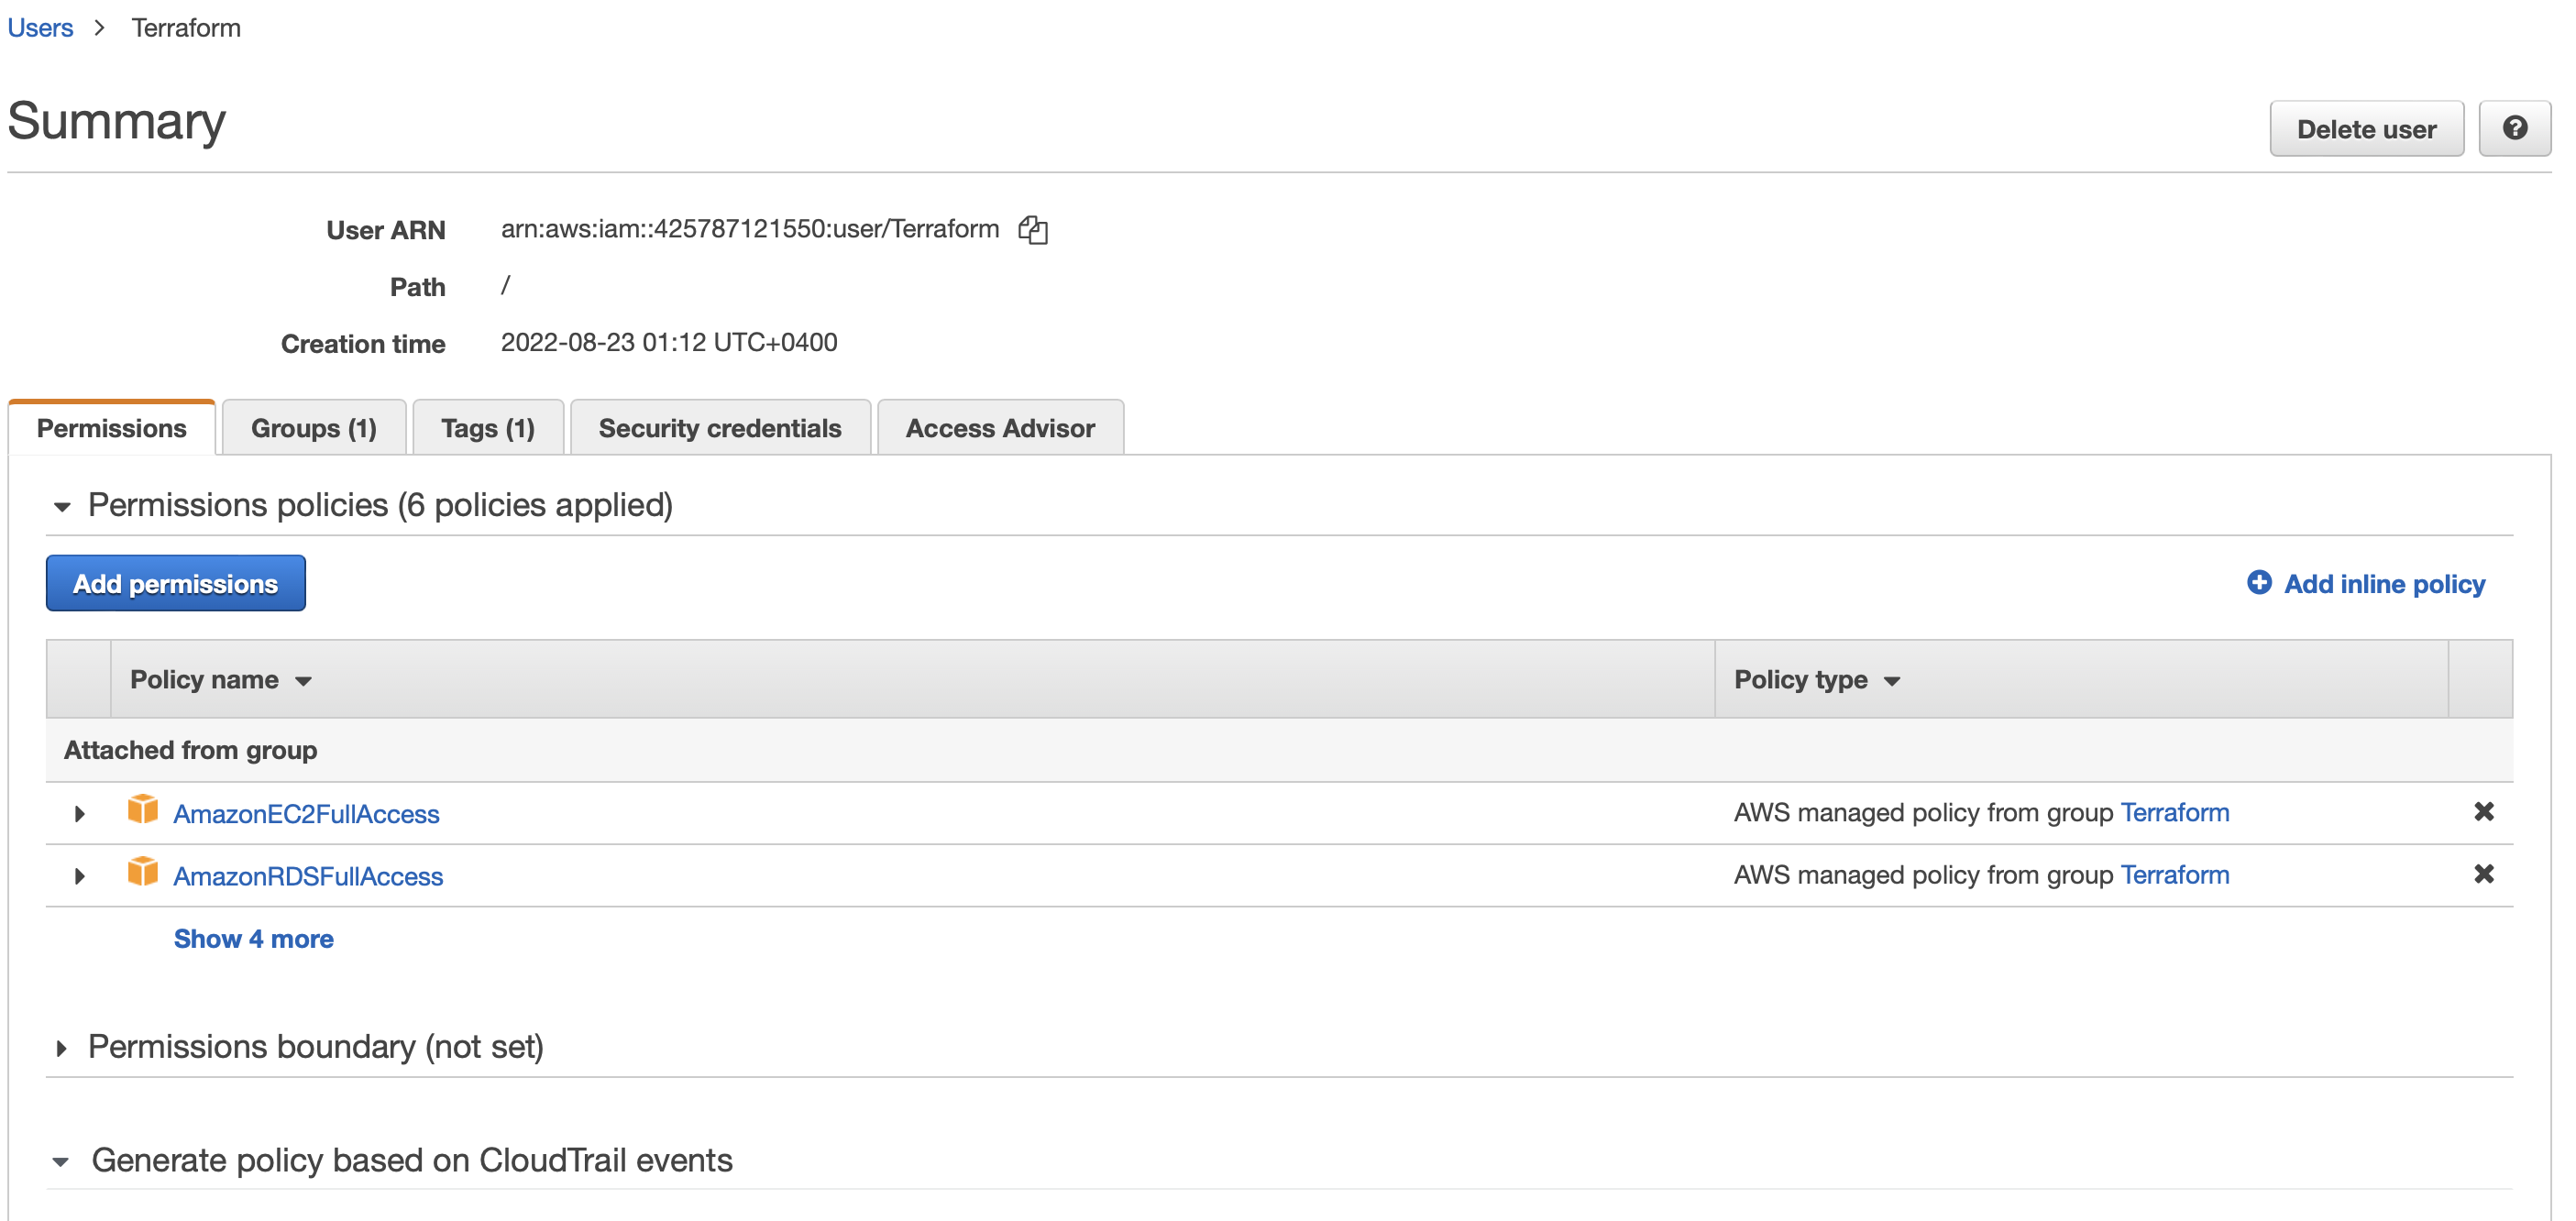 Users > Terraform
Summary
Delete user
User ARN arn:aws:iam::425787121550:user/Terraform
Path /
Creation time 2022-08-23 01:12 UTC+0400
Permissions Groups (1) Tags (1) Security credentials Access Advisor
Permissions policies (6 policies applied)
Add permissions Add inline policy
Policy name Policy type
Attached from group
AmazonEC2FullAccess AWS managed policy from group Terraform
AmazonRDSFullAccess AWS managed policy from group Terraform
Show 4 more
Permissions boundary (not set)
Generate policy based on CloudTrail events